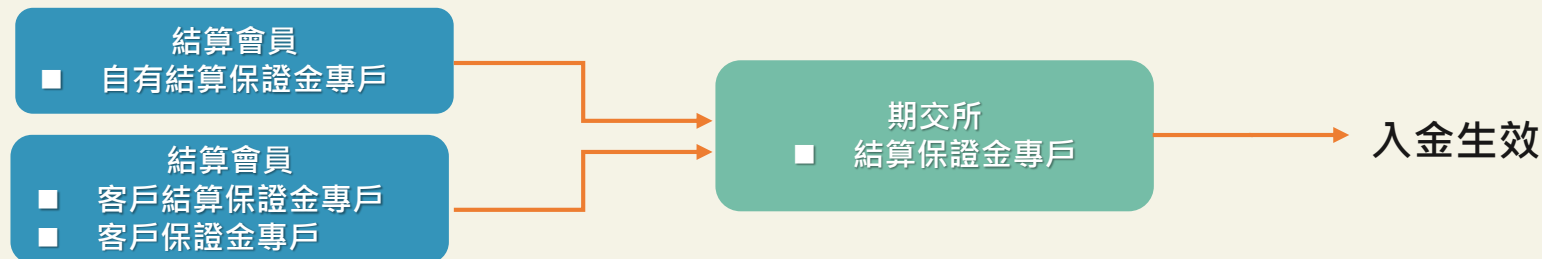 結算會員
■ 自有結算保證金專戶
結算會員
■ 客戶結算保證金專戶
■ 客戶保證金專戶
期交所
■ 結算保證金專戶
入金生效